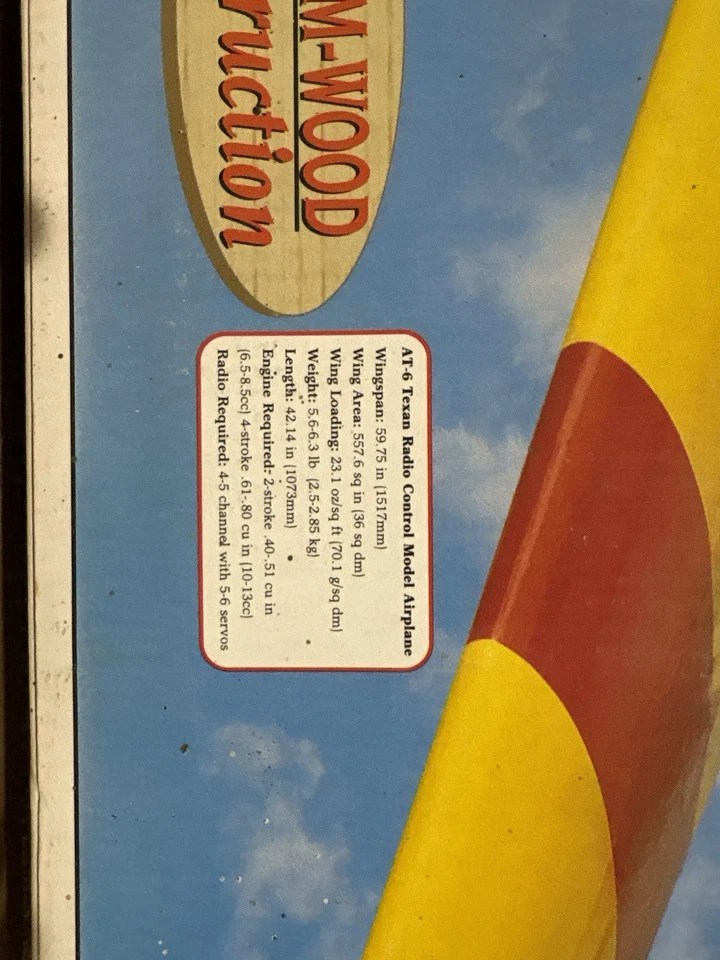 M-WOOD
ruction
AT-6 Texan Radio Control Model Airplane
Wingspan: 59.75 in (1517mm)
Wing Area: 557.6 sq in (36 sq dm)
Wing Loading: 23.1 oz/sq ft (70.1 g/sq dm)
Weight: 5.6-6.3 lb (2.5-2.85 kg)
Length: 42.14 in (1073mm)
Engine Required: 2-stroke .40-.51 cu in
(6.5-8.5cc) 4-stroke .61-.80 cu in (10-13cc)
Radio Required: 4-5 channel with 5-6 servos